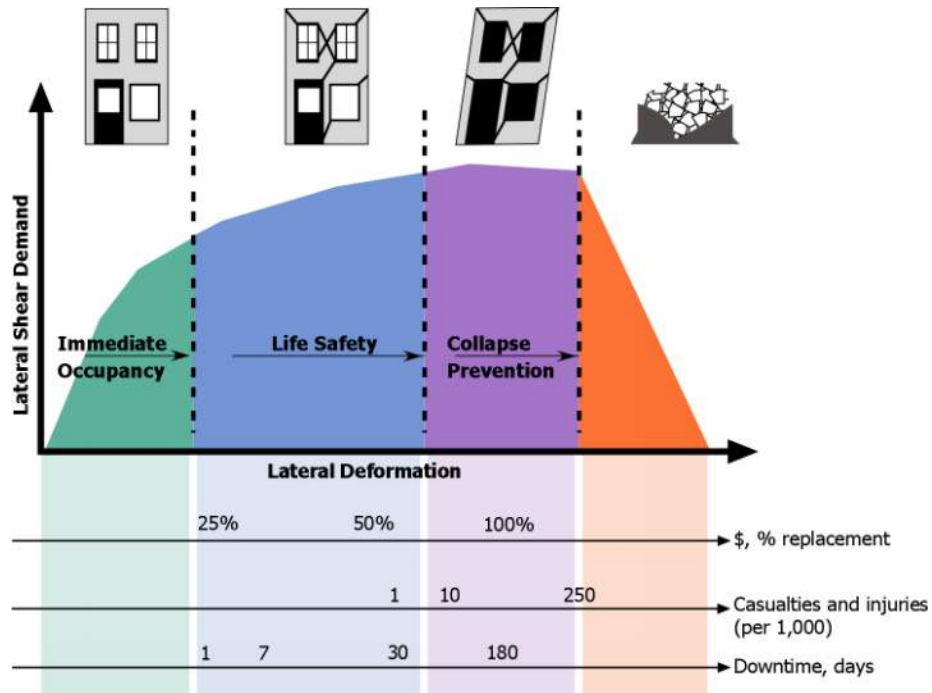 Lateral Shear Demand
Immediate
Occupancy
Life Safety
Collapse
Prevention
Lateral Deformation
25% 50% 100% $, % replacement
1 10 250 Casualties and injuries
(per 1,000)
1 7 30 180 Downtime, days